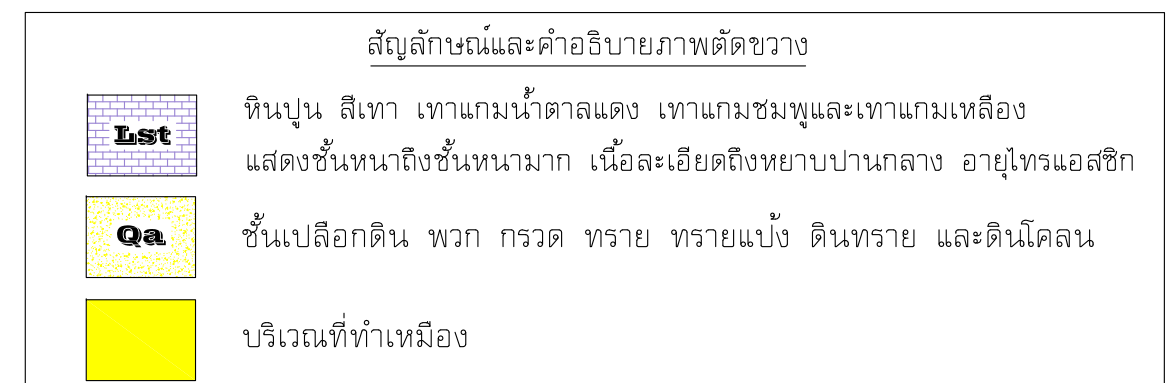 สัญลักษณ์และคำอธิบายภาพตัดขวาง
Lst
หินปูน สีเทา เทาแกมน้ำตาลแดง เทาแกมชมพูและเทาแกมเหลือง
แสดงชั้นหนาถึงชั้นหนามาก เนื้อละเอียดถึงหยาบปานกลาง อายุไทรแอสซิก
Qa
ชั้นเปลือกดิน พวก กรวด ทราย ทรายแป้ง ดินทราย และดินโคลน
บริเวณที่ทำเหมือง